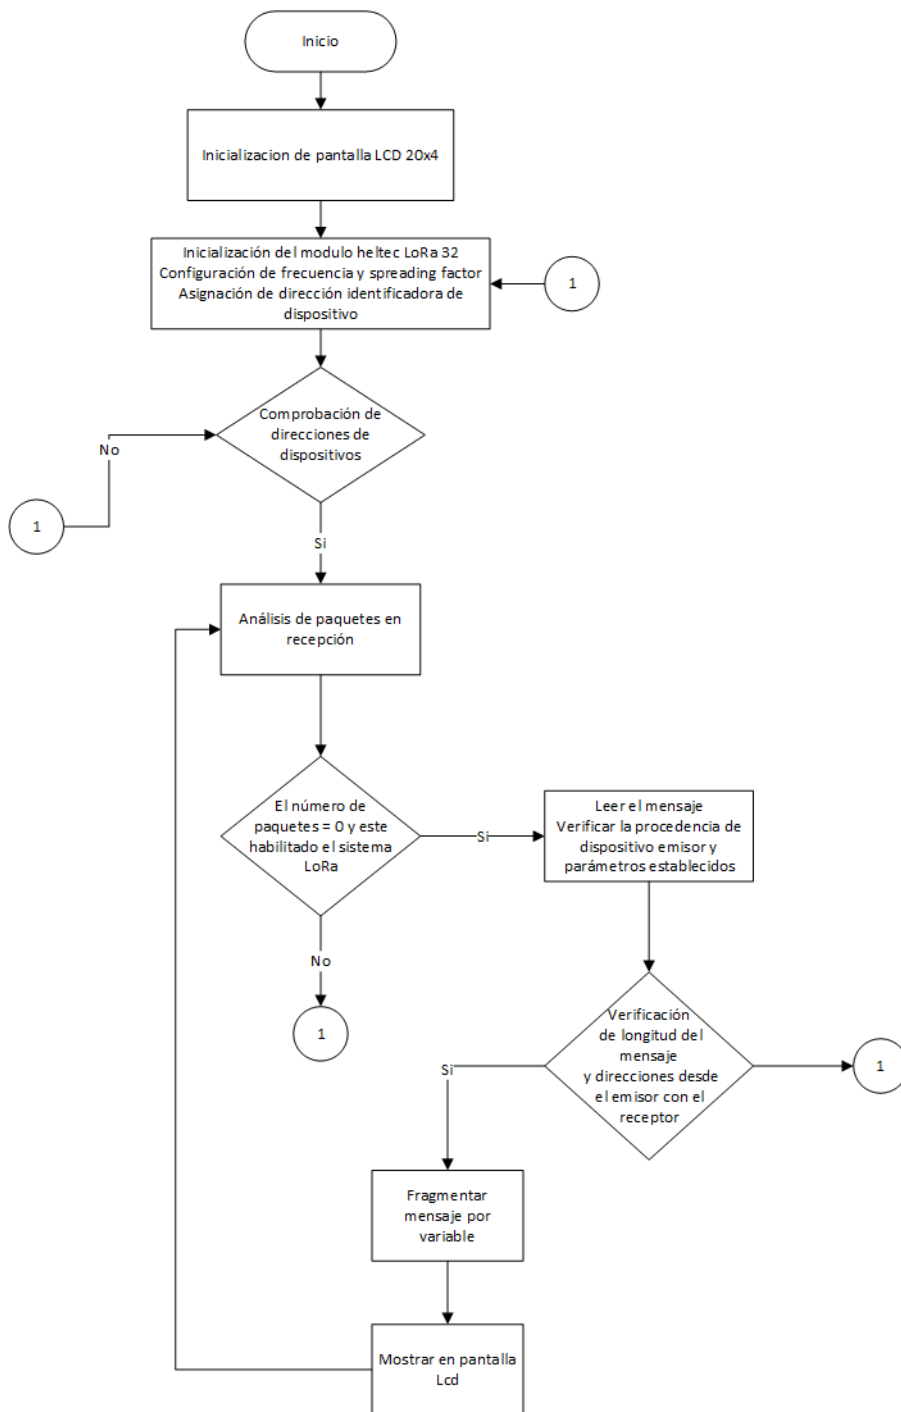 Inicio
Inicializacion de pantalla LCD 20x4
Inicialización del modulo heltec LoRa 32
Configuración de frecuencia y spreading factor
Asignación de dirección identificadora de
dispositivo
1
Comprobación de
direcciones de
dispositivos
No
1
Si
Análisis de paquetes en
recepción
El número de
paquetes = 0 y este
habilitado el sistema
LoRa
Si
Leer el mensaje
Verificar la procedencia de
dispositivo emisor y
parámetros establecidos
No
1
Verificación
de longitud del
mensaje
y direcciones desde
el emisor con el
receptor
1
Si
Fragmentar
mensaje por
variable
Mostrar en pantalla
Lcd